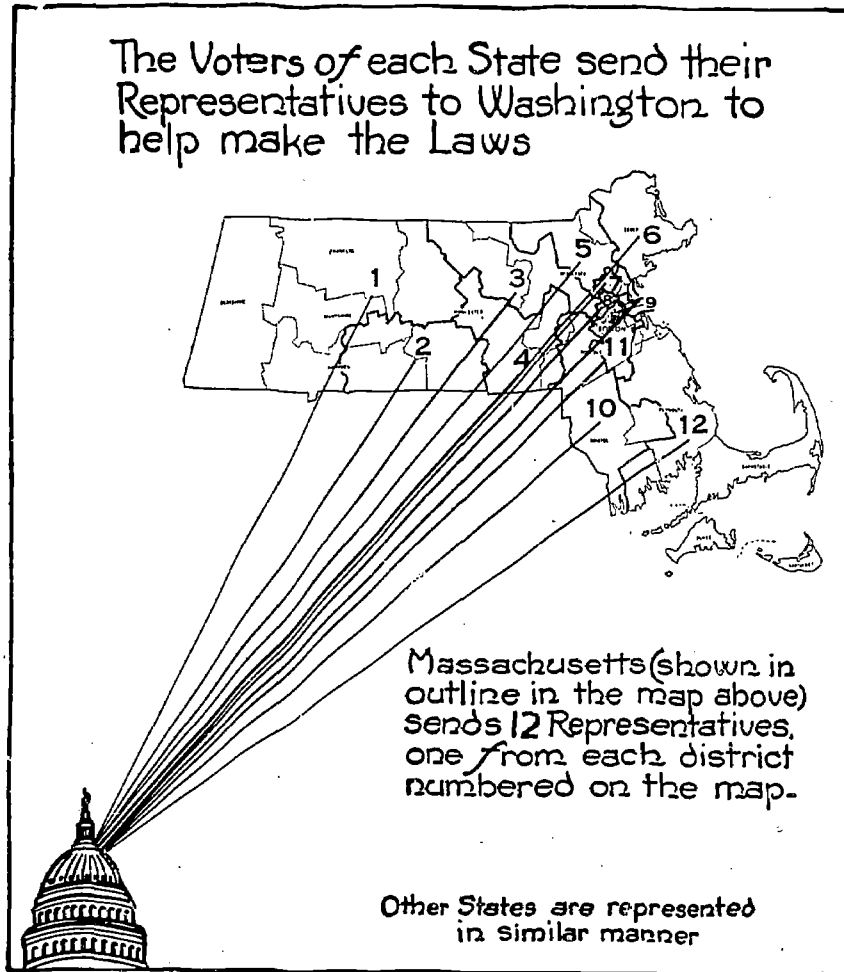 The Voters of each State send their
Representatives to Washington to
help make the Laws
1
2
3
4
5
6
7
9
10
11
12
Massachusetts (shown in
outline in the map above)
sends 12 Representatives,
one from each district
numbered on the map-
Other States are represented
in similar manner